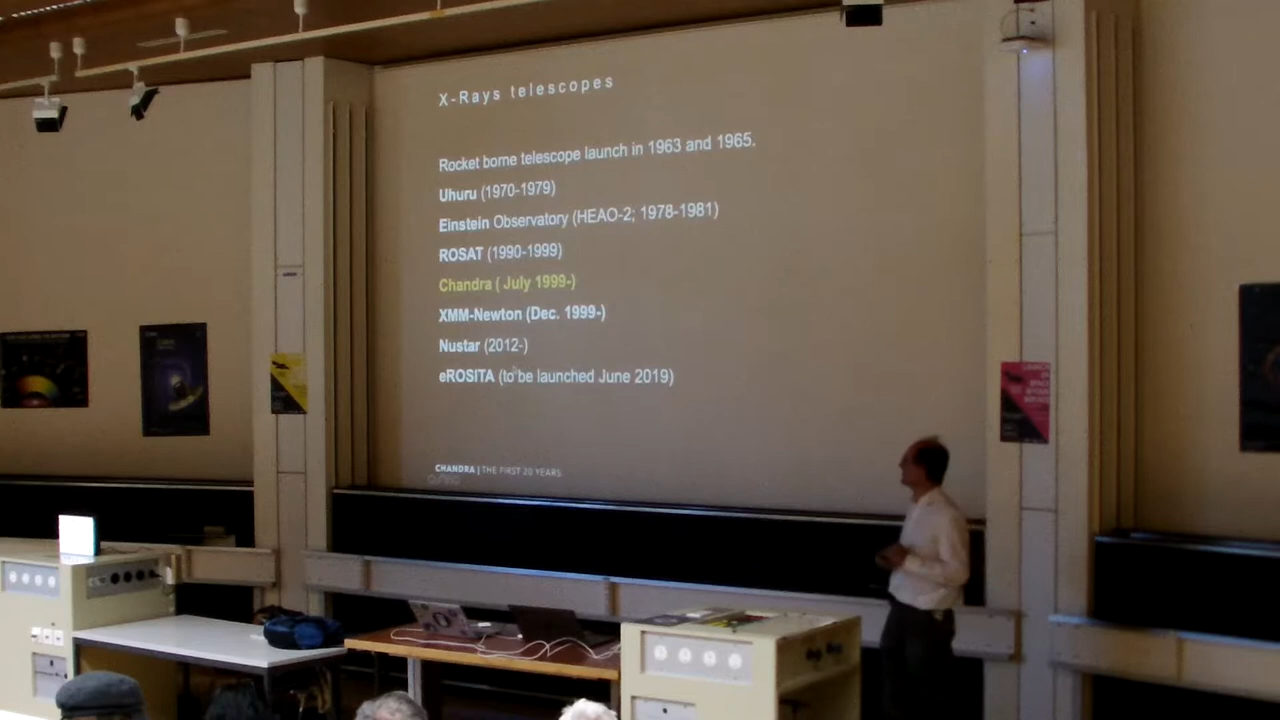 X-Rays telescopes
Rocket borne telescope launch in 1963 and 1965.
Uhuru (1970-1979)
Einstein Observatory (HEAO-2; 1978-1981)
ROSAT (1990-1999)
Chandra ( July 1999-)
XMM-Newton (Dec. 1999-)
Nustar (2012-)
eROSITA (to be launched June 2019)
CHANDRA | THE FIRST 20 YEARS